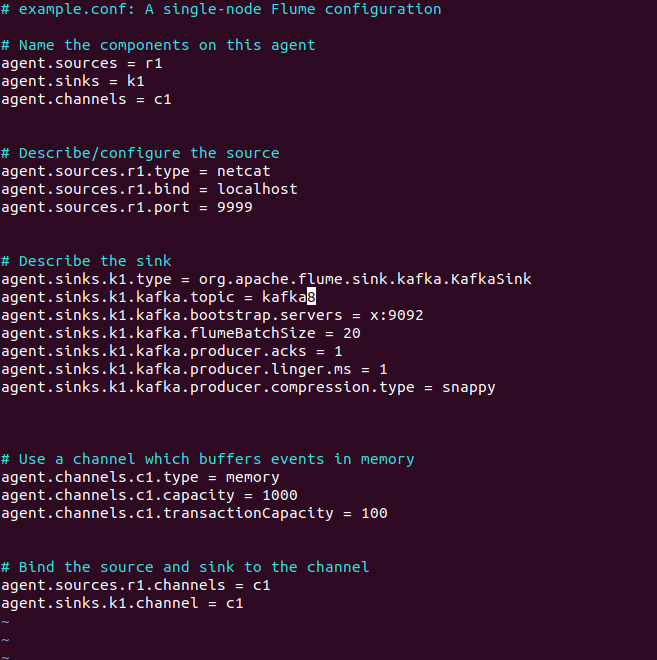 # example.conf: A single-node Flume configuration
# Name the components on this agent
agent.sources = r1
agent.sinks = k1
agent.channels = c1
# Describe/configure the source
agent.sources.r1.type = netcat
agent.sources.r1.bind = localhost
agent.sources.r1.port = 9999
# Describe the sink
agent.sinks.k1.type = org.apache.flume.sink.kafka.KafkaSink
agent.sinks.k1.kafka.topic = kafka8
agent.sinks.k1.kafka.bootstrap.servers = x:9092
agent.sinks.k1.kafka.flumeBatchSize = 20
agent.sinks.k1.kafka.producer.acks = 1
agent.sinks.k1.kafka.producer.linger.ms = 1
agent.sinks.k1.kafka.producer.compression.type = snappy
# Use a channel which buffers events in memory
agent.channels.c1.type = memory
agent.channels.c1.capacity = 1000
agent.channels.c1.transactionCapacity = 100
# Bind the source and sink to the channel
agent.sources.r1.channels = c1
agent.sinks.k1.channel = c1
~
~
~